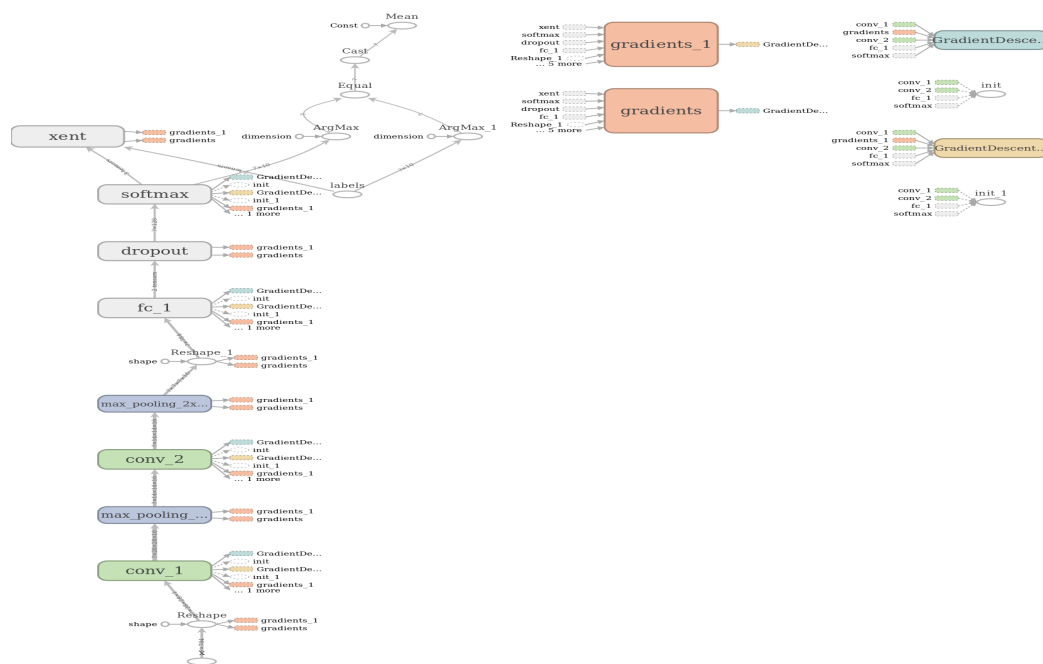 Mean
Const
Cast
Equal
dimension
ArgMax
dimension
ArgMax_1
xent
gradients_1
gradients
labels
softmax
GradientDe...
init
GradientDe...
init_1
gradients_1
... 1 more
dropout
gradients_1
gradients
fc_1
GradientDe...
init
GradientDe...
init_1
gradients_1
... 1 more
Reshape_1
shape
gradients_1
gradients
max_pooling_2x...
gradients_1
gradients
conv_2
GradientDe...
init
GradientDe...
init_1
gradients_1
... 1 more
max_pooling_...
gradients_1
gradients
conv_1
GradientDe...
init
GradientDe...
init_1
gradients_1
... 1 more
Reshape
shape
gradients_1
gradients
x
xent
softmax
dropout
fc_1
Reshape_1
... 5 more
gradients_1
GradientDe...
xent
softmax
dropout
fc_1
Reshape_1
... 5 more
gradients
GradientDe...
conv_1
gradients
conv_2
fc_1
softmax
GradientDesce...
conv_1
conv_2
fc_1
softmax
init
conv_1
gradients_1
conv_2
fc_1
softmax
GradientDescent...
conv_1
conv_2
fc_1
softmax
init_1